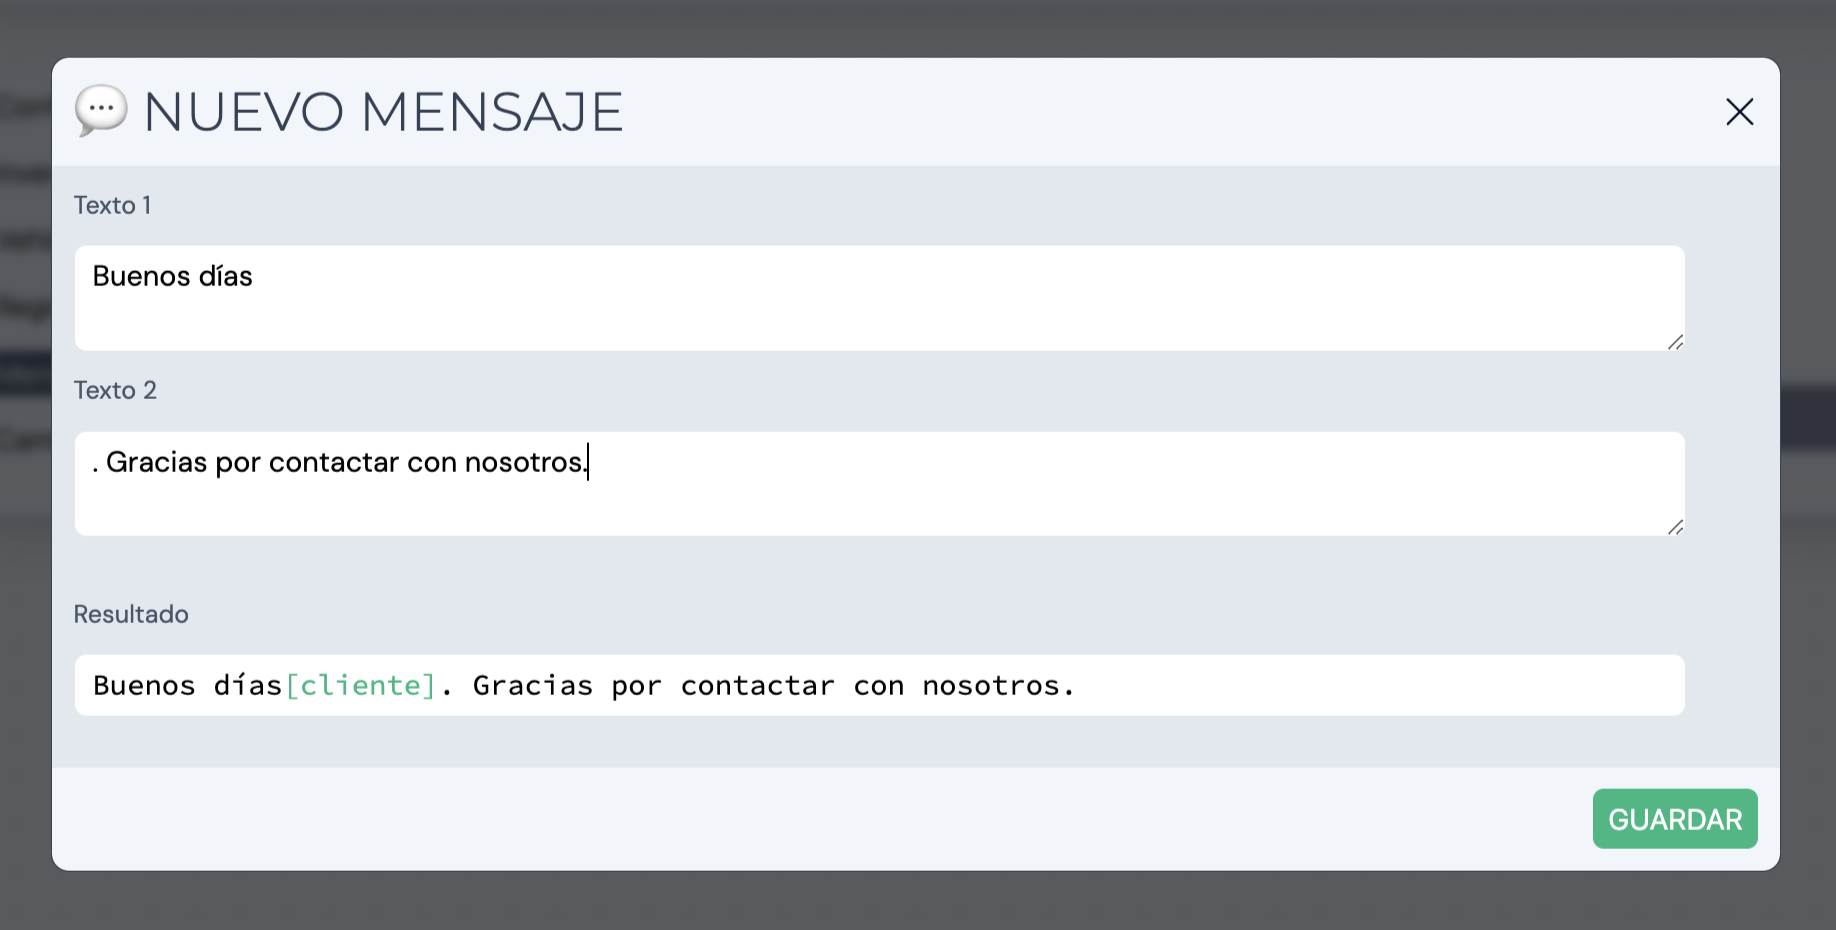 NUEVO MENSAJE
Texto 1
Buenos días
Texto 2
. Gracias por contactar con nosotros.
Resultado
Buenos días[cliente]. Gracias por contactar con nosotros.
GUARDAR